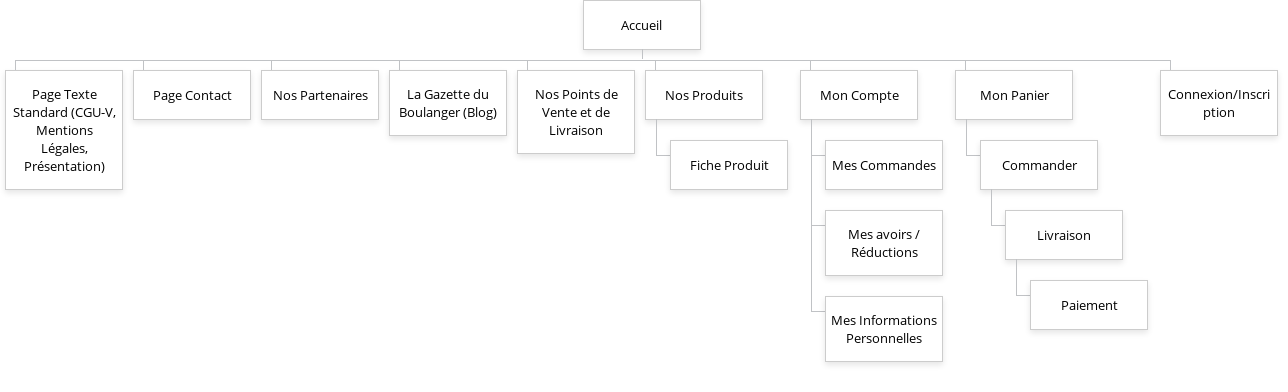 Accueil
Page Texte
Standard (CGU-V,
Mentions
Légales,
Présentation)
Page Contact
Nos Partenaires
La Gazette du
Boulanger (Blog)
Nos Points de
Vente et de
Livraison
Nos Produits
Fiche Produit
Mon Compte
Mes Commandes
Mes avoirs /
Réductions
Mes Informations
Personnelles
Mon Panier
Commander
Livraison
Paiement
Connexion/Inscri
ption